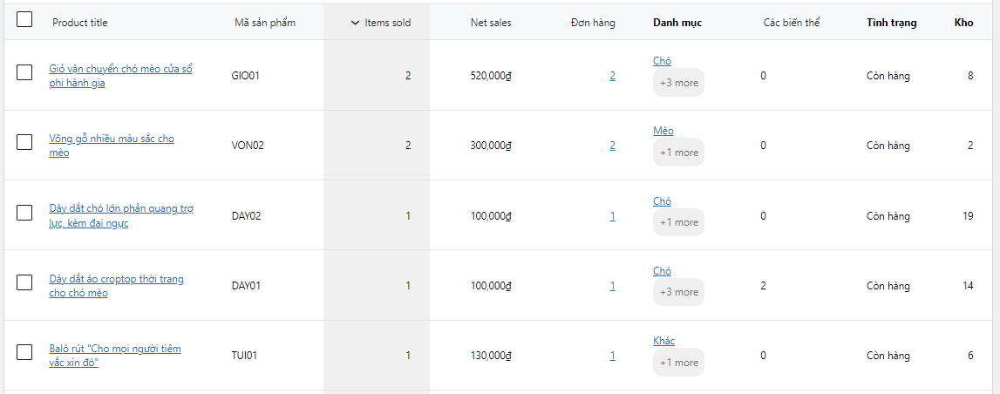 Product title Mã sản phẩm Items sold Net sales Đơn hàng Danh mục Các biến thể Tình trạng Kho
Giỏ vận chuyển chó mèo cửa sổ
phi hành gia
GIO01 2 520,000₫ 2 Chó 0 Còn hàng 8
+3 more
Võng gỗ nhiều màu sắc cho
mèo
VON02 2 300,000₫ 2 Mèo 0 Còn hàng 2
+1 more
Dây dắt chó lớn phản quang trợ
lực, kèm đai ngực
DAY02 1 100,000₫ 1 Chó 0 Còn hàng 19
+1 more
Dây dắt áo croptop thời trang
cho chó mèo
DAY01 1 100,000₫ 1 Chó 2 Còn hàng 14
+3 more
Balô rút "Cho mọi người tiêm
vắc xin đó"
TUI01 1 130,000₫ 1 Khác 0 Còn hàng 6
+1 more